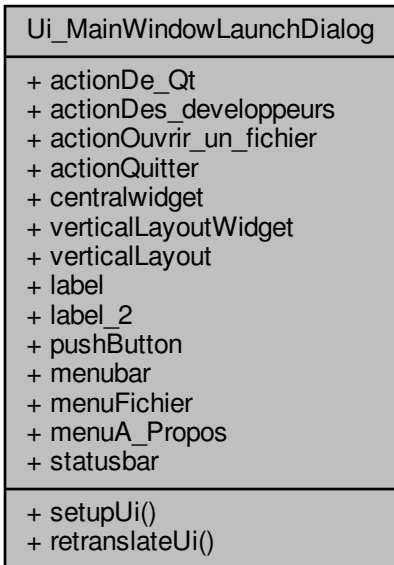 Ui_MainWindowLaunchDialog
+ actionDe_Qt
+ actionDes_developpeurs
+ actionOuvrir_un_fichier
+ actionQuitter
+ centralwidget
+ verticalLayoutWidget
+ verticalLayout
+ label
+ label_2
+ pushButton
+ menubar
+ menuFichier
+ menuA_Propos
+ statusbar
+ setupUi()
+ retranslateUi()